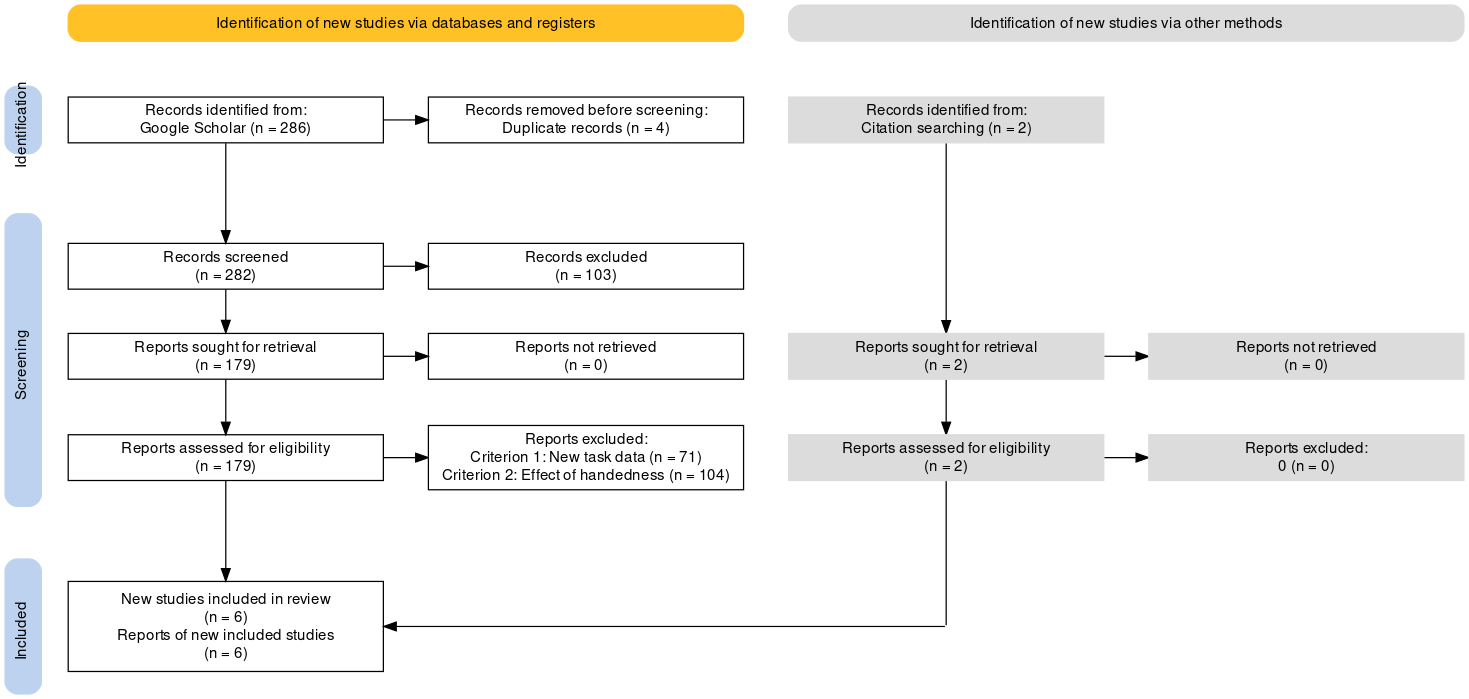 Identification of new studies via databases and registers
Identification of new studies via other methods
Identification
Records identified from:
Google Scholar (n = 286)
Records removed before screening:
Duplicate records (n = 4)
Records identified from:
Citation searching (n = 2)
Screening
Records screened
(n = 282)
Records excluded
(n = 103)
Reports sought for retrieval
(n = 179)
Reports not retrieved
(n = 0)
Reports sought for retrieval
(n = 2)
Reports not retrieved
(n = 0)
Reports assessed for eligibility
(n = 179)
Reports excluded:
Criterion 1: New task data (n = 71)
Criterion 2: Effect of handedness (n = 104)
Reports assessed for eligibility
(n = 2)
Reports excluded:
0 (n = 0)
Included
New studies included in review
(n = 6)
Reports of new included studies
(n = 6)